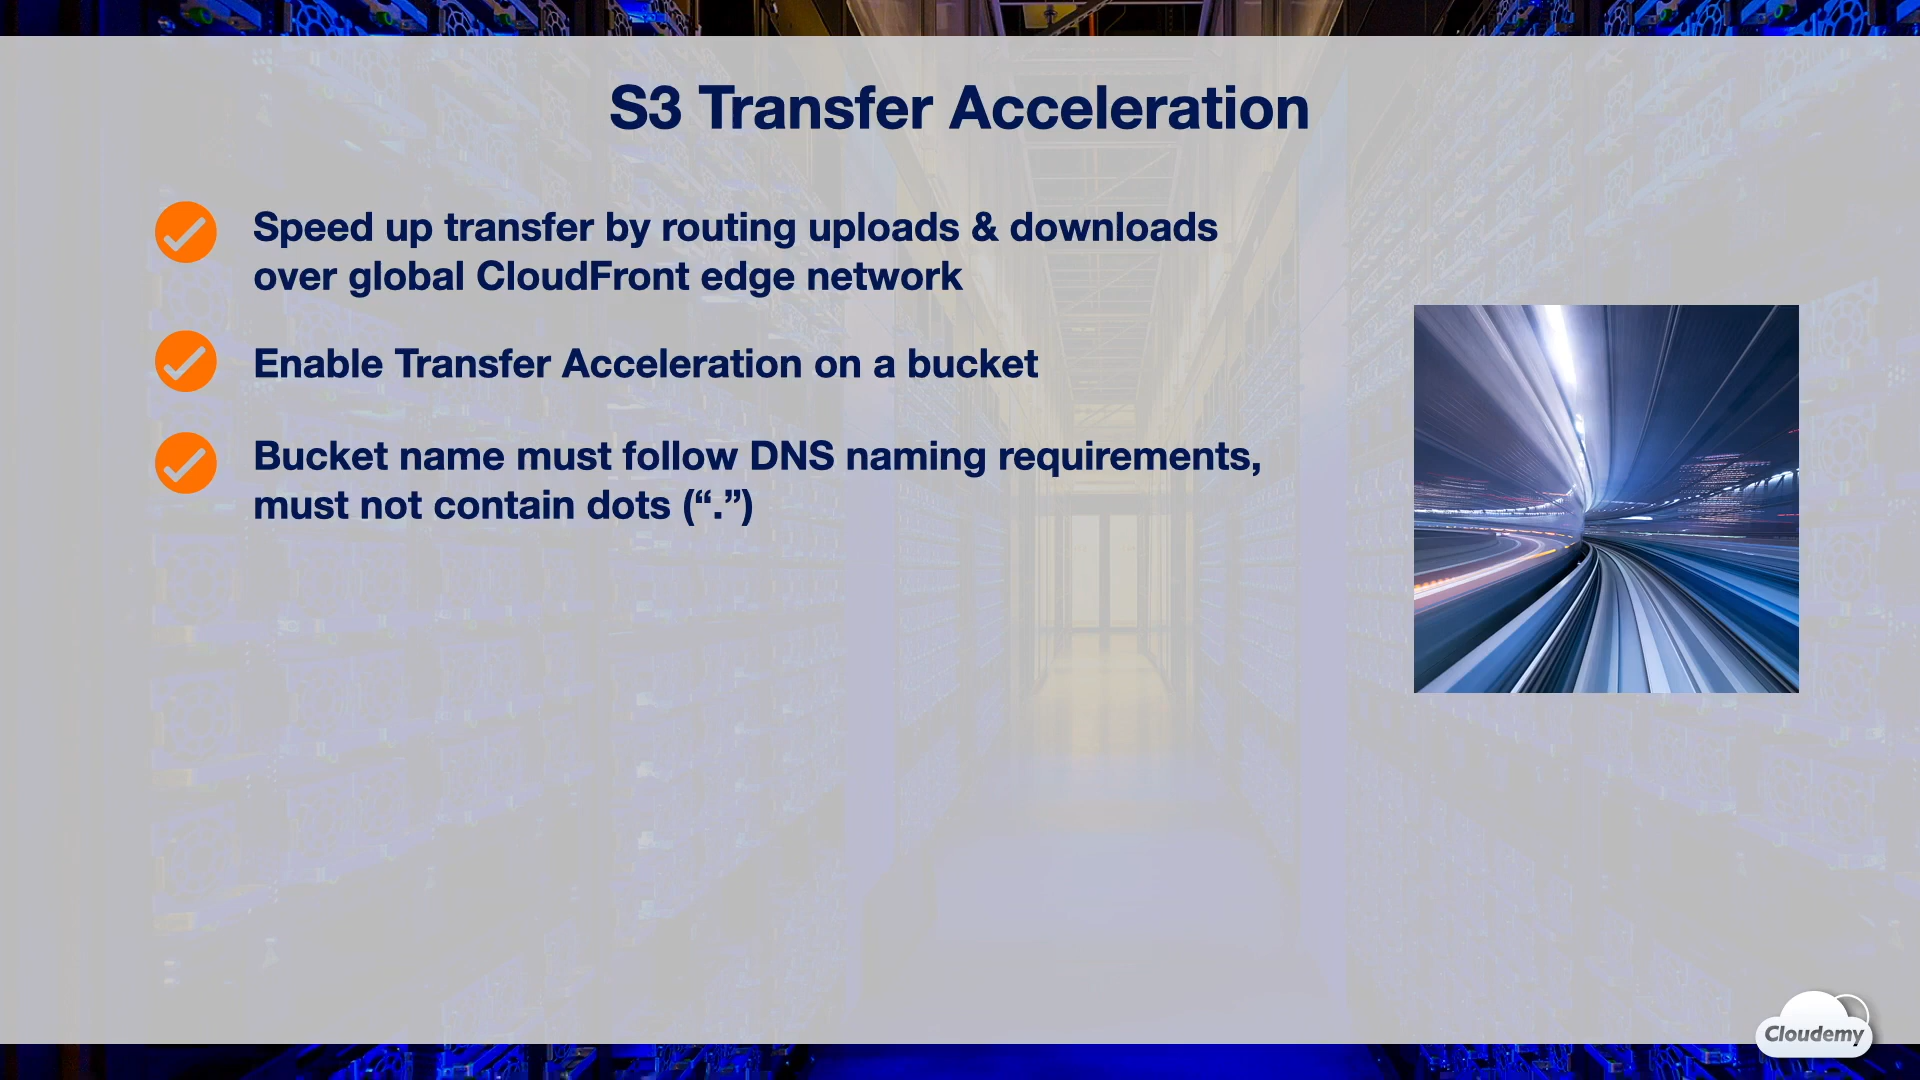 S3 Transfer Acceleration
Speed up transfer by routing uploads & downloads
over global CloudFront edge network
Enable Transfer Acceleration on a bucket
Bucket name must follow DNS naming requirements,
must not contain dots (“.”)
Cloudemy